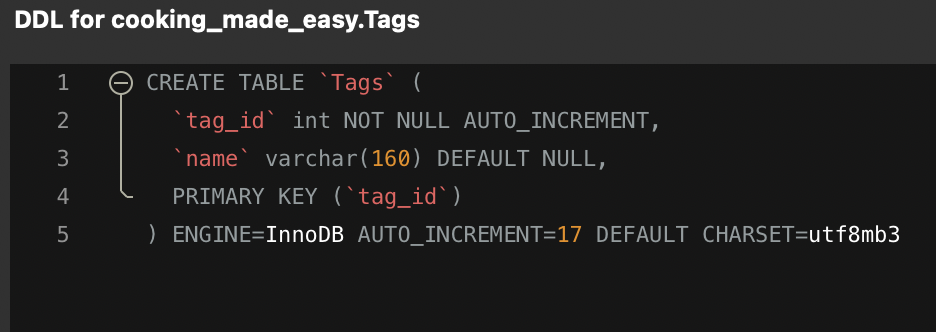 DDL for cooking_made_easy.Tags
1 CREATE TABLE `Tags` (
2 `tag_id` int NOT NULL AUTO_INCREMENT,
3 `name` varchar(160) DEFAULT NULL,
4 PRIMARY KEY (`tag_id`)
5 ) ENGINE=InnoDB AUTO_INCREMENT=17 DEFAULT CHARSET=utf8mb3